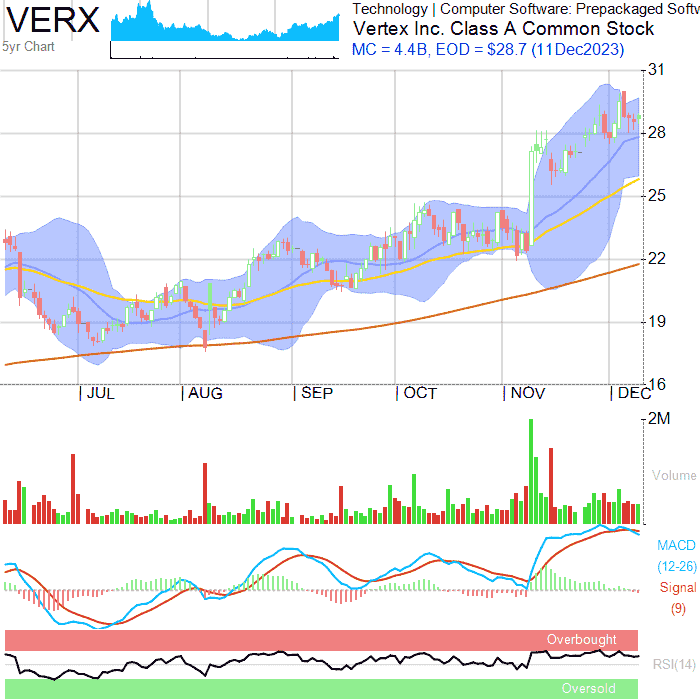 VERX
5yr Chart
Technology | Computer Software: Prepackaged Softw
Vertex Inc. Class A Common Stock
MC = 4.4B, EOD = $28.7 (11Dec2023)
31
28
25
22
19
16
| JUL | AUG | SEP | OCT | NOV | DEC
2M
Volume
MACD
(12-26)
Signal
(9)
Overbought
RSI(14)
Oversold